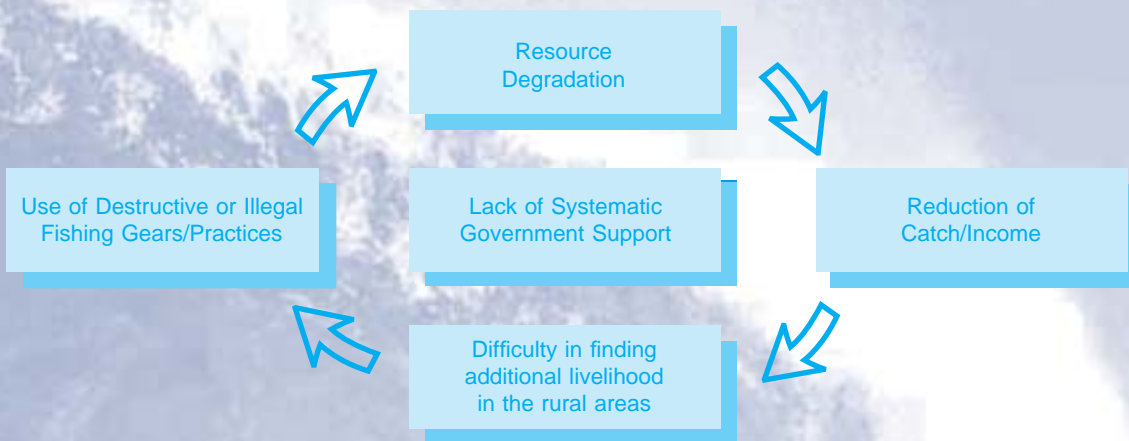 Resource
Degradation
Use of Destructive or Illegal
Fishing Gears/Practices
Lack of Systematic
Government Support
Reduction of
Catch/Income
Difficulty in finding
additional livelihood
in the rural areas